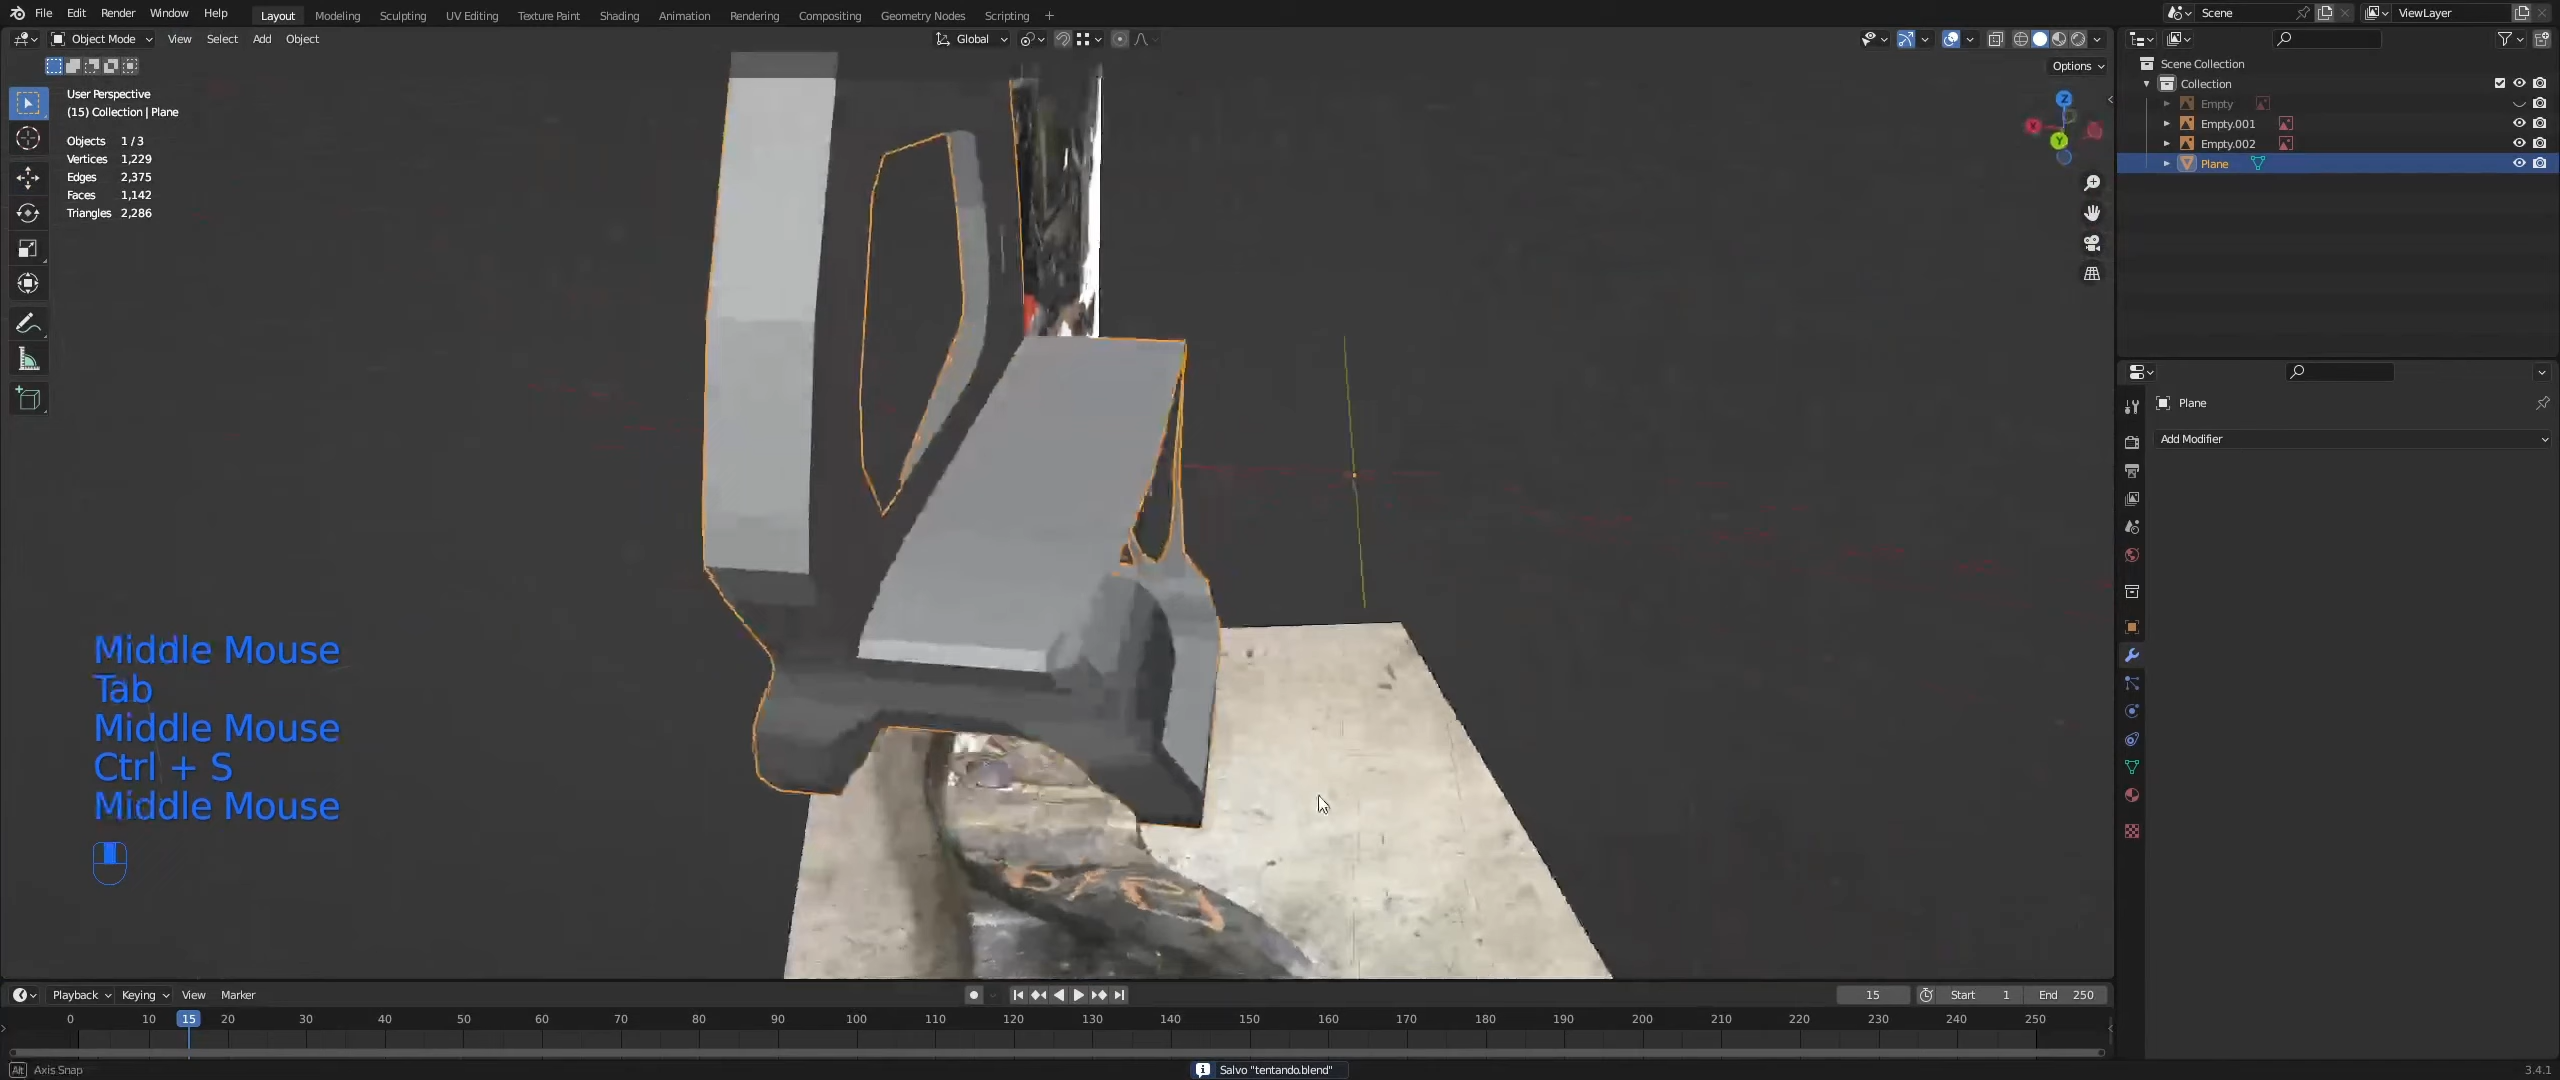 File Edit Render Window Help Layout Modeling Sculpting UV Editing Texture Paint Shading Animation Rendering Compositing Geometry Nodes Scripting + Scene ViewLayer
Object Mode View Select Add Object Global
Options
User Perspective
(15) Collection | Plane
Objects 1 / 3
Vertices 1,229
Edges 2,375
Faces 1,142
Triangles 2,286
Z
X
Y
Scene Collection
Collection
Empty
Empty.001
Empty.002
Plane
Plane
Add Modifier
Middle Mouse
Tab
Middle Mouse
Ctrl + S
Middle Mouse
Playback Keying View Marker 15 Start 1 End 250
0 10 15 20 30 40 50 60 70 80 90 100 110 120 130 140 150 160 170 180 190 200 210 220 230 240 250
Alt Axis Snap Salvo "tentando.blend" 3.4.1